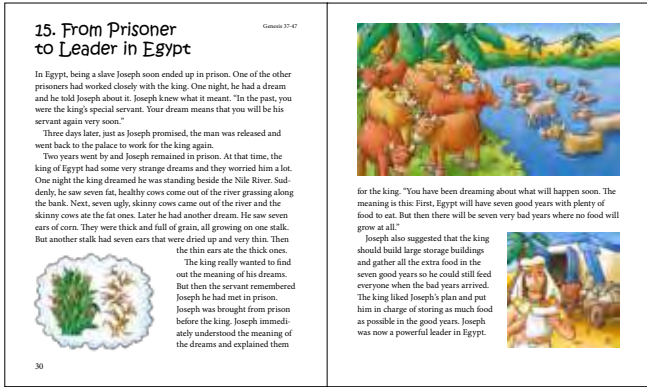 15. From Prisoner
to Leader in Egypt
Genesis 37-47
In Egypt, being a slave Joseph soon ended up in prison. One of the other
prisoners had worked closely with the king. One night, he had a dream
and he told Joseph about it. Joseph knew what it meant. “In the past, you
were the king’s special servant. Your dream means that you will be his
servant again very soon.”
Three days later, just as Joseph promised, the man was released and
went back to the palace to work for the king again.
Two years went by and Joseph remained in prison. At that time, the
king of Egypt had some very strange dreams and they worried him a lot.
One night the king dreamed he was standing beside the Nile River. Sud-
denly, he saw seven fat, healthy cows come out of the river grassing along
the bank. Next, seven ugly, skinny cows came out of the river and the
skinny cows ate the fat ones. Later he had another dream. He saw seven
ears of corn. They were thick and full of grain, all growing on one stalk.
But another stalk had seven ears that were dried up and very thin. Then
the thin ears ate the thick ones.
The king really wanted to find
out the meaning of his dreams.
But then the servant remembered
Joseph he had met in prison.
Joseph was brought from prison
before the king. Joseph immedi-
ately understood the meaning of
the dreams and explained them
30
for the king. “You have been dreaming about what will happen soon. The
meaning is this: First, Egypt will have seven good years with plenty of
food to eat. But then there will be seven very bad years where no food will
grow at all.”
Joseph also suggested that the king
should build large storage buildings
and gather all the extra food in the
seven good years so he could still feed
everyone when the bad years arrived.
The king liked Joseph’s plan and put
him in charge of storing as much food
as possible in the good years. Joseph
was now a powerful leader in Egypt.